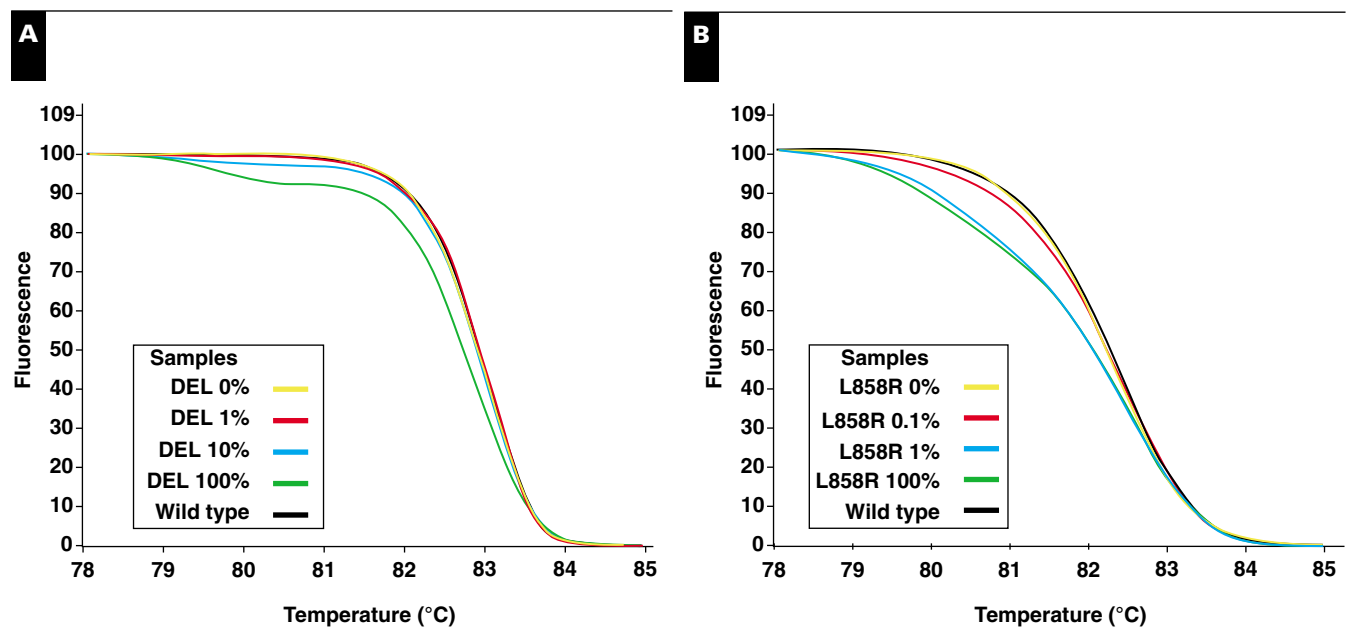 A
109
100
90
80
70
60
50
40
30
20
10
0
Fluorescence
Samples
DEL 0%
DEL 1%
DEL 10%
DEL 100%
Wild type
78 79 80 81 82 83 84 85
Temperature (°C)
B
109
100
90
80
70
60
50
40
30
20
10
0
Fluorescence
Samples
L858R 0%
L858R 0.1%
L858R 1%
L858R 100%
Wild type
78 79 80 81 82 83 84 85
Temperature (°C)